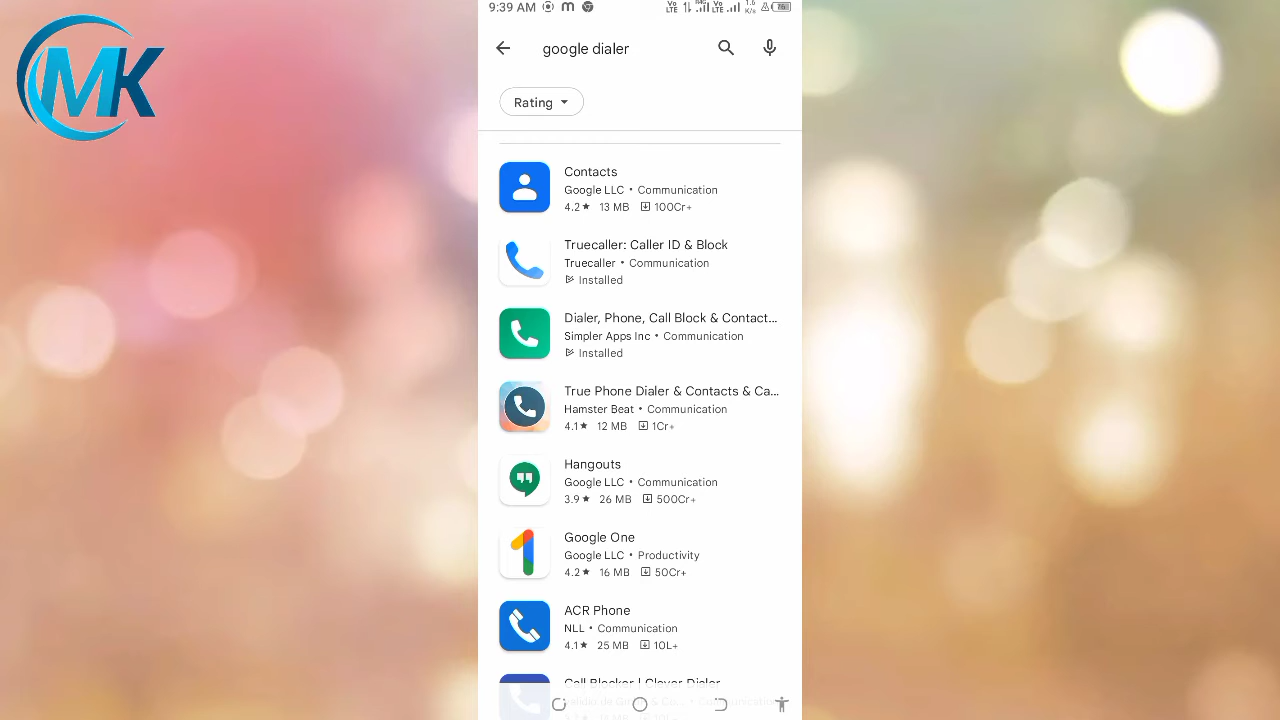 MK
9:39 AM
google dialer
Rating
Contacts
Google LLC • Communication
4.2★ 13 MB 100Cr+
Truecaller: Caller ID & Block
Truecaller • Communication
Installed
Dialer, Phone, Call Block & Contact...
Simpler Apps Inc • Communication
Installed
True Phone Dialer & Contacts & Ca...
Hamster Beat • Communication
4.1★ 12 MB 1Cr+
Hangouts
Google LLC • Communication
3.9★ 26 MB 500Cr+
Google One
Google LLC • Productivity
4.2★ 16 MB 50Cr+
ACR Phone
NLL • Communication
4.1★ 25 MB 10L+
Call Blocker | Clever Dialer